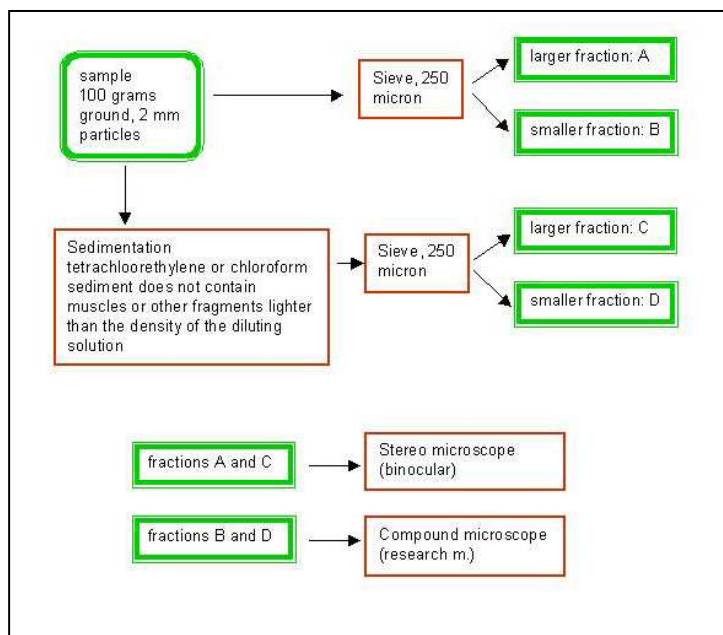 sample
100 grams
ground, 2 mm
particles
Sieve, 250
micron
larger fraction: A
smaller fraction: B
Sedimentation
tetrachloorethylene or chloroform
sediment does not contain
muscles or other fragments lighter
than the density of the diluting
solution
Sieve, 250
micron
larger fraction: C
smaller fraction: D
fractions A and C
Stereo microscope
(binocular)
fractions B and D
Compound microscope
(research m.)